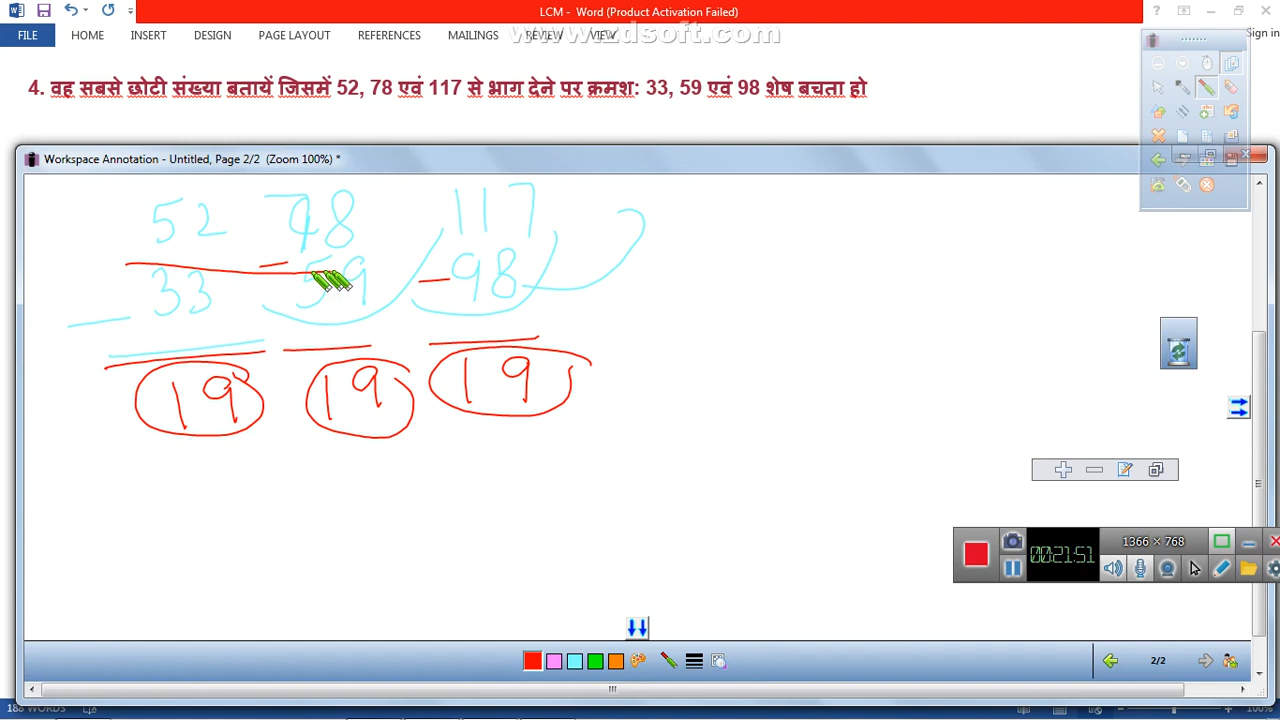 LCM - Word (Product Activation Failed)
FILE HOME INSERT DESIGN PAGE LAYOUT REFERENCES MAILINGS REVIEW VIEW Sign in
www.zdsoft.com
4. वह सबसे छोटी संख्या बतायें जिसमें 52, 78 एवं 117 से भाग देने पर क्रमश: 33, 59 एवं 98 शेष बचता हो
Workspace Annotation - Untitled, Page 2/2 (Zoom 100%) *
52 78 117
33 - 59 - 98
19 19 19
1366 × 768
00:21:51
2/2
188 WORDS 100%